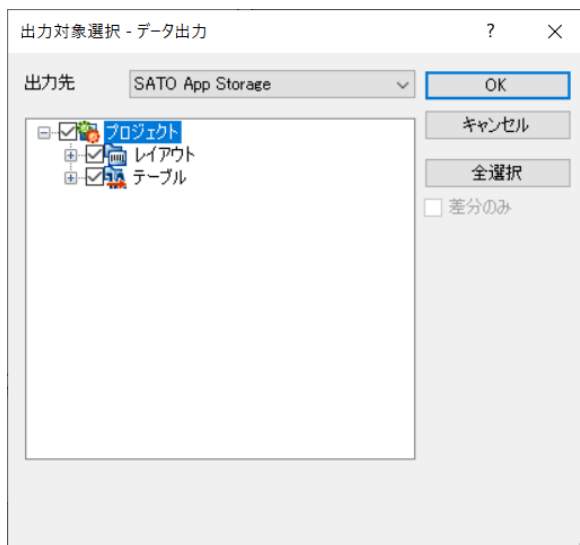 出力対象選択 - データ出力
出力先
SATO App Storage
OK
キャンセル
全選択
差分のみ
プロジェクト
レイアウト
テーブル